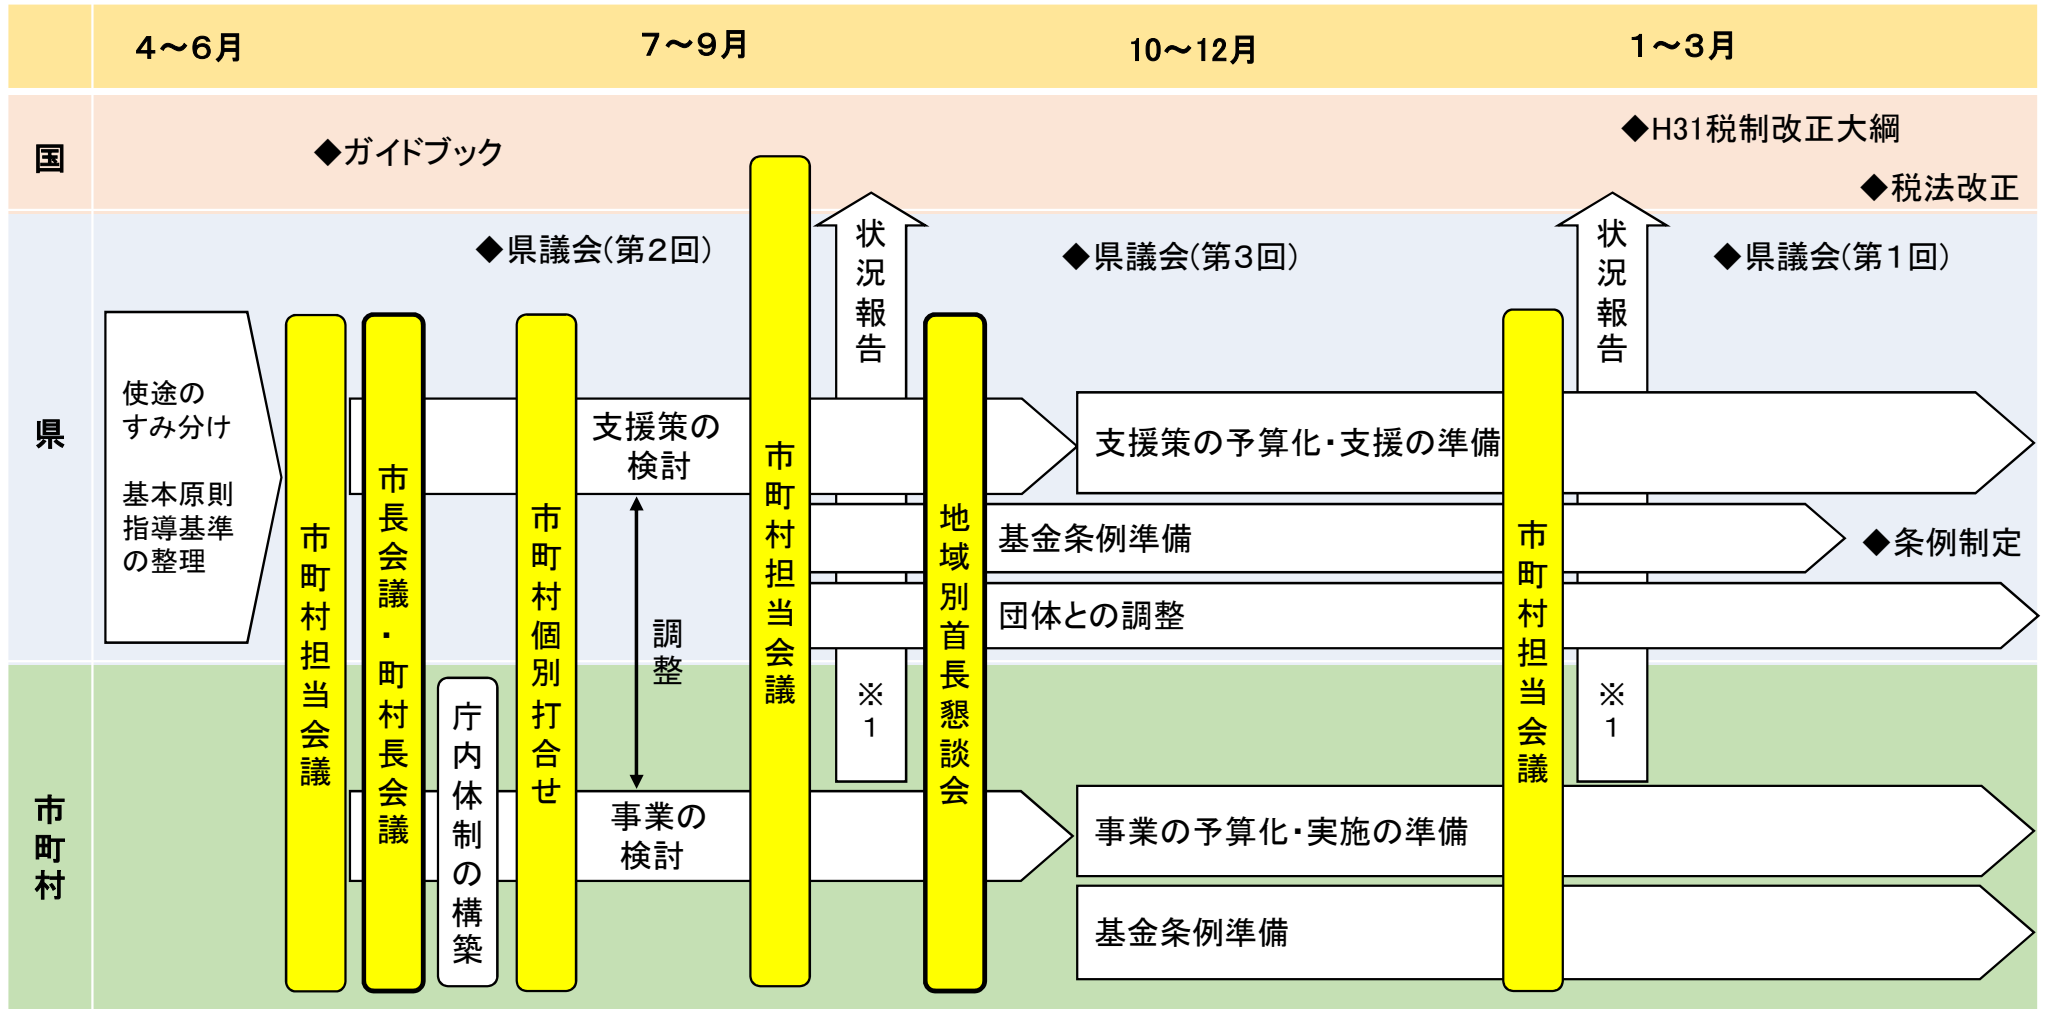 ４～６月
７～９月
10～12月
１～３月
国
◆ガイドブック
◆H31税制改正大綱
◆税法改正
県
◆県議会(第２回)
◆県議会(第３回)
◆県議会(第１回)
使途の
すみ分け
基本原則
指導基準
の整理
市町村担当会議
市長会議・町村長会議
市町村個別打合せ
支援策の
検討
市町村担当会議
状況報告
※1
地域別首長懇談会
支援策の予算化・支援の準備
基金条例準備
団体との調整
市町村担当会議
状況報告
※1
◆条例制定
調整
市町村
庁内体制の構築
事業の
検討
事業の予算化・実施の準備
基金条例準備